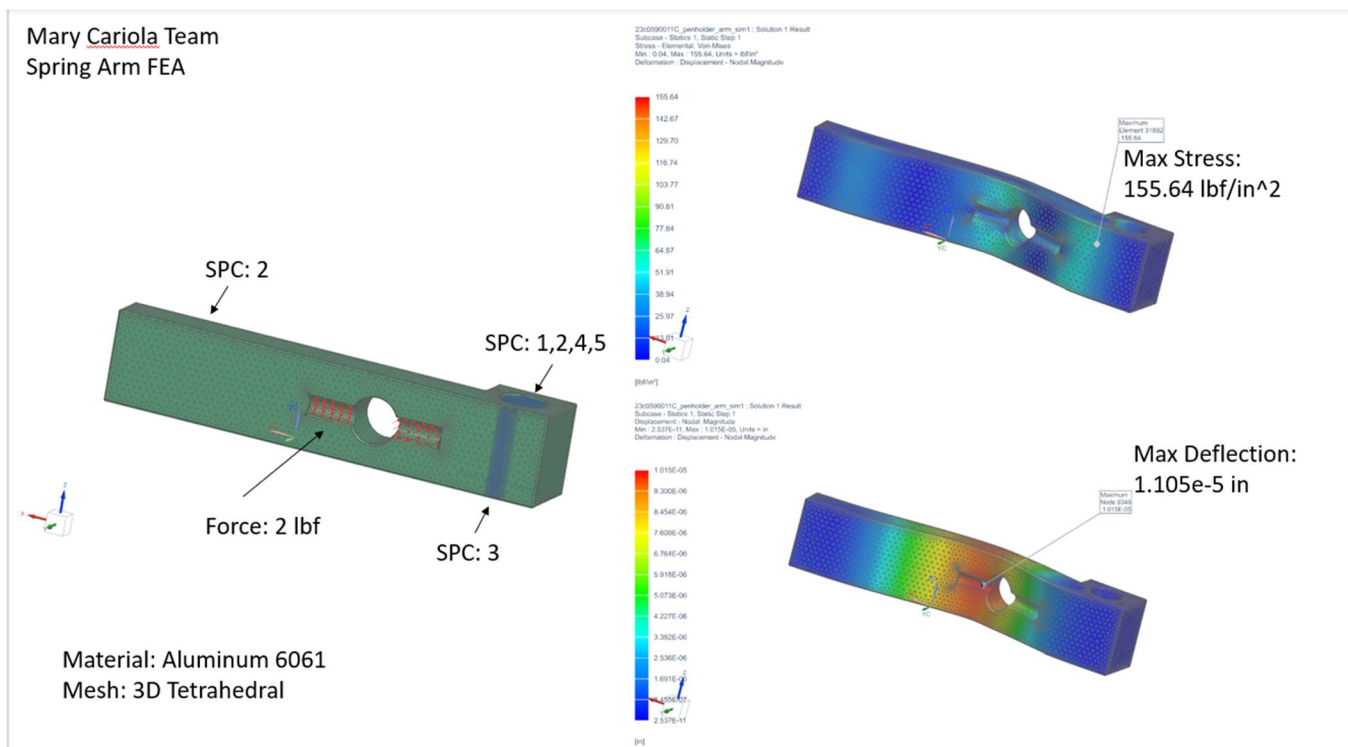 Mary Cariola Team
Spring Arm FEA
SPC: 2
SPC: 1,2,4,5
Force: 2 lbf
SPC: 3
Material: Aluminum 6061
Mesh: 3D Tetrahedral
23c0590011C_penholder_arm_sim1 : Solution 1 Result
Subcase - Statics 1, Static Step 1
Stress - Elemental, Von-Mises
Min : 0.04, Max : 155.64, Units = lbf/in²
Deformation : Displacement - Nodal Magnitude
155.64
142.67
129.70
116.74
103.77
90.81
77.84
64.87
51.91
38.94
25.97
13.01
0.04
[lbf/in²]
Maximum
Element 31892
155.64
Max Stress:
155.64 lbf/in^2
YC
X
Z
23c0590011C_penholder_arm_sim1 : Solution 1 Result
Subcase - Statics 1, Static Step 1
Displacement - Nodal, Magnitude
Min : 2.537E-11, Max : 1.015E-05, Units = in
Deformation : Displacement - Nodal Magnitude
1.015E-05
9.300E-06
8.454E-06
7.609E-06
6.764E-06
5.918E-06
5.073E-06
4.227E-06
3.382E-06
2.536E-06
1.691E-06
2.537E-11
[in]
Maximum
Node 9346
1.015E-05
Max Deflection:
1.105e-5 in
YC